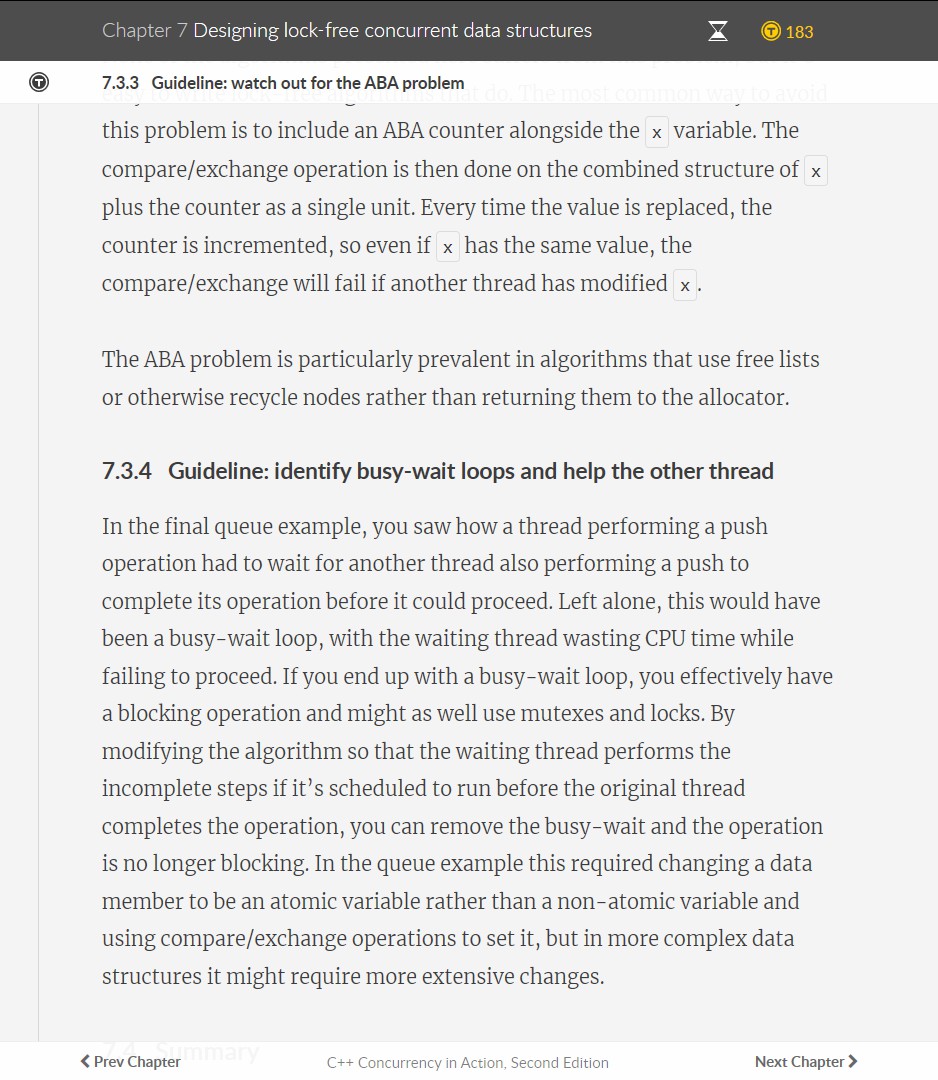 Chapter 7 Designing lock-free concurrent data structures
183
7.3.3 Guideline: watch out for the ABA problem
easy to write lock-free algorithms that do. The most common way to avoid
this problem is to include an ABA counter alongside the x variable. The
compare/exchange operation is then done on the combined structure of x
plus the counter as a single unit. Every time the value is replaced, the
counter is incremented, so even if x has the same value, the
compare/exchange will fail if another thread has modified x.
The ABA problem is particularly prevalent in algorithms that use free lists
or otherwise recycle nodes rather than returning them to the allocator.
7.3.4 Guideline: identify busy-wait loops and help the other thread
In the final queue example, you saw how a thread performing a push
operation had to wait for another thread also performing a push to
complete its operation before it could proceed. Left alone, this would have
been a busy-wait loop, with the waiting thread wasting CPU time while
failing to proceed. If you end up with a busy-wait loop, you effectively have
a blocking operation and might as well use mutexes and locks. By
modifying the algorithm so that the waiting thread performs the
incomplete steps if it’s scheduled to run before the original thread
completes the operation, you can remove the busy-wait and the operation
is no longer blocking. In the queue example this required changing a data
member to be an atomic variable rather than a non-atomic variable and
using compare/exchange operations to set it, but in more complex data
structures it might require more extensive changes.
7.4 Summary
Prev Chapter
C++ Concurrency in Action, Second Edition
Next Chapter